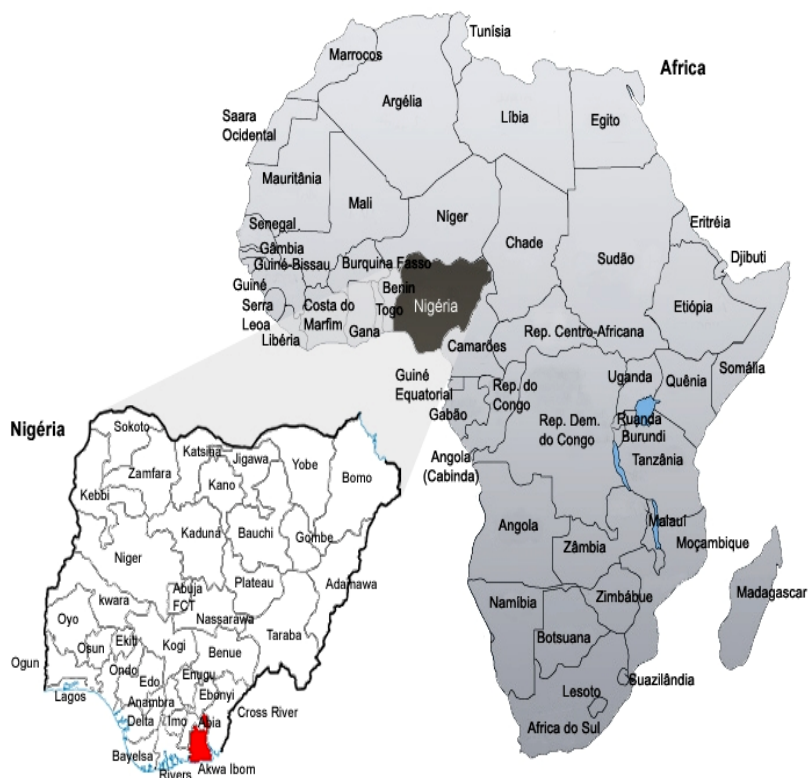 Tunísia
Marrocos
Africa
Argélia
Líbia
Egito
Saara
Ocidental
Mauritânia
Mali
Níger
Chade
Sudão
Eritréia
Senegal
Gâmbia
Guiné-Bissau
Burquina Fasso
Djibuti
Guiné
Benin
Nigéria
Etiópia
Serra
Leoa
Costa do
Marfim
Togo
Gana
Libéria
Rep. Centro-Africana
Camarões
Somália
Guiné
Equatorial
Rep. do
Congo
Uganda
Quênia
Gabão
Rep. Dem.
do Congo
Ruanda
Burundi
Angola
(Cabinda)
Tanzânia
Angola
Malauí
Zâmbia
Moçambique
Madagascar
Namíbia
Zimbábue
Botsuana
Suazilândia
Lesoto
Africa do Sul
Nigéria
Sokoto
Katsina
Jigawa
Yobe
Bomo
Zamfara
Kano
Kebbi
Kaduna
Bauchi
Gombe
Niger
Adamawa
Plateau
Abuja
FCT
kwara
Nassarawa
Oyo
Taraba
Kogi
Ekiti
Osun
Benue
Ogun
Ondo
Edo
Enugu
Ebonyi
Lagos
Anambra
Cross River
Delta
Imo
Abia
Bayelsa
Rivers
Akwa Ibom